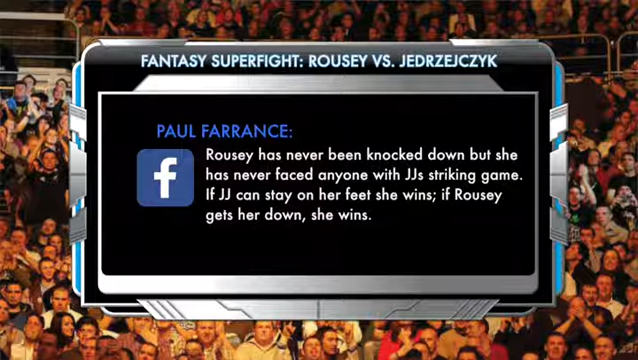 FANTASY SUPERFIGHT: ROUSEY VS. JEDRZEJCZYK
PAUL FARRANCE:
f
Rousey has never been knocked down but she
has never faced anyone with JJs striking game.
If JJ can stay on her feet she wins; if Rousey
gets her down, she wins.